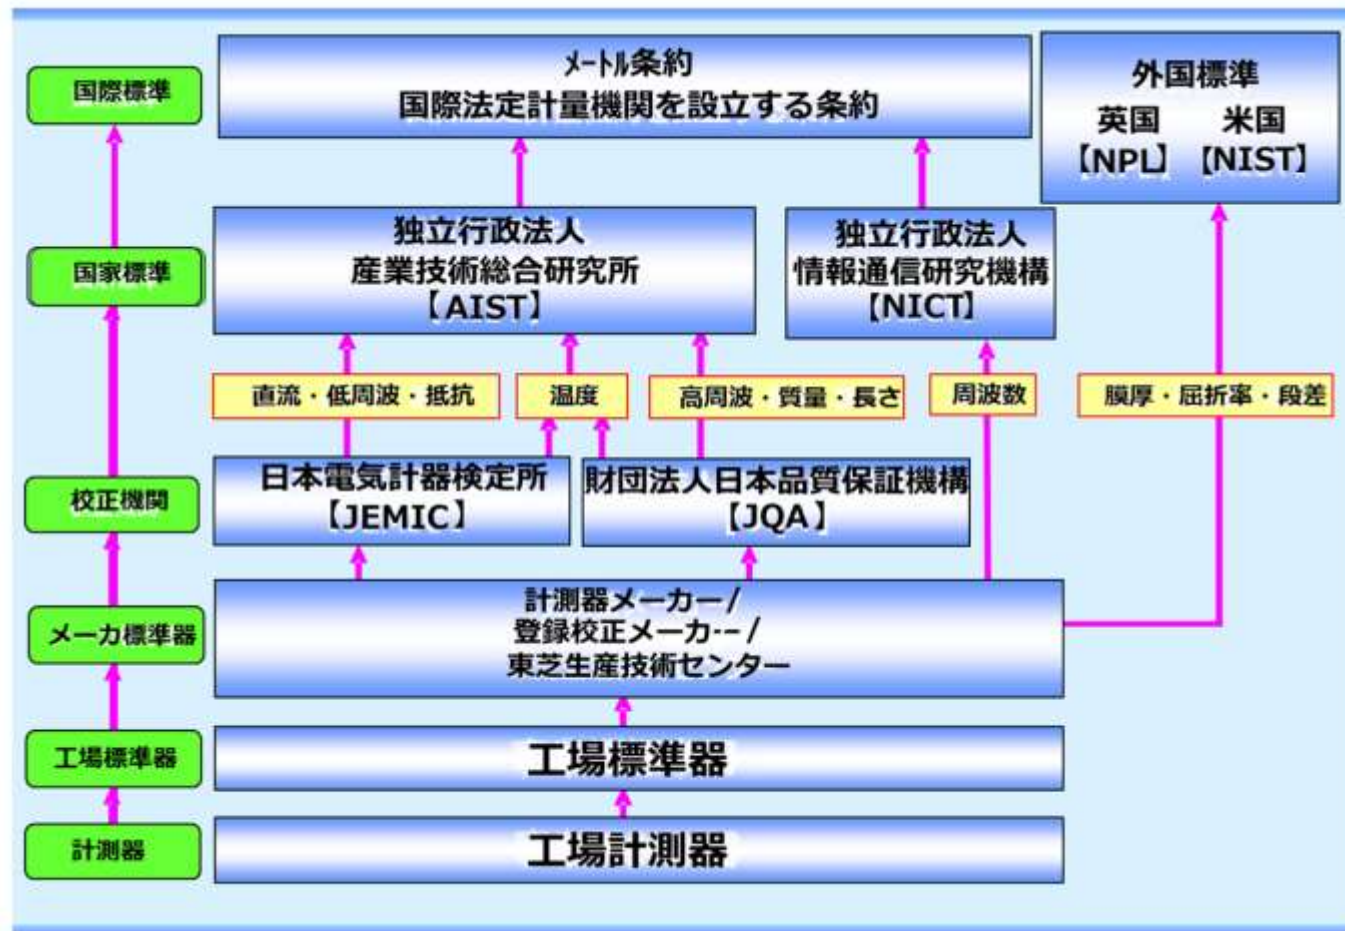 国際標準
メートル条約
国際法定計量機関を設立する条約
外国標準
英国 米国
【NPL】 【NIST】
国家標準
独立行政法人
産業技術総合研究所
【AIST】
独立行政法人
情報通信研究機構
【NICT】
直流・低周波・抵抗
温度
高周波・質量・長さ
周波数
膜厚・屈折率・段差
校正機関
日本電気計器検定所
【JEMIC】
財団法人日本品質保証機構
【JQA】
メーカ標準器
計測器メーカー/
登録校正メーカ--/
東芝生産技術センター
工場標準器
工場標準器
計測器
工場計測器